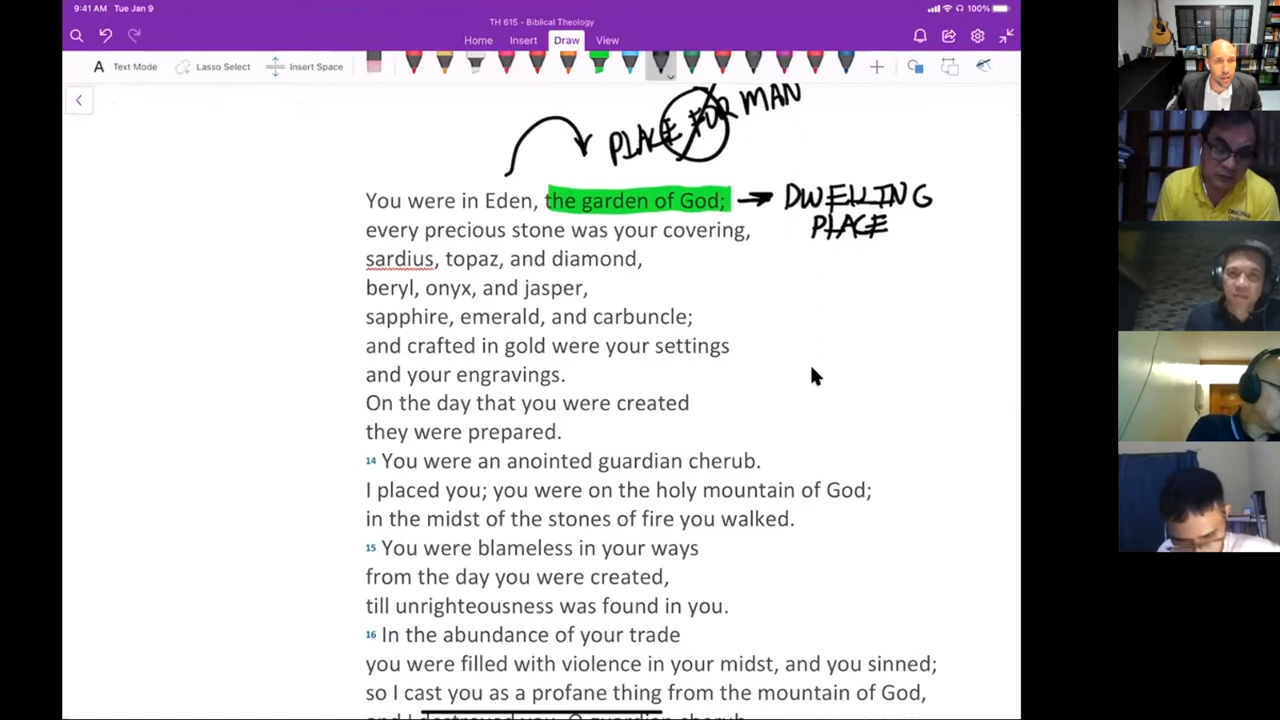 9:41 AM Tue Jan 9
100%
TH 615 - Biblical Theology
Home Insert Draw View
Text Mode Lasso Select Insert Space
PLACE FOR MAN
You were in Eden, the garden of God; DWELLING
every precious stone was your covering, PLACE
sardius, topaz, and diamond,
beryl, onyx, and jasper,
sapphire, emerald, and carbuncle;
and crafted in gold were your settings
and your engravings.
On the day that you were created
they were prepared.
14 You were an anointed guardian cherub.
I placed you; you were on the holy mountain of God;
in the midst of the stones of fire you walked.
15 You were blameless in your ways
from the day you were created,
till unrighteousness was found in you.
16 In the abundance of your trade
you were filled with violence in your midst, and you sinned;
so I cast you as a profane thing from the mountain of God,
and I destroyed you, O guardian cherub